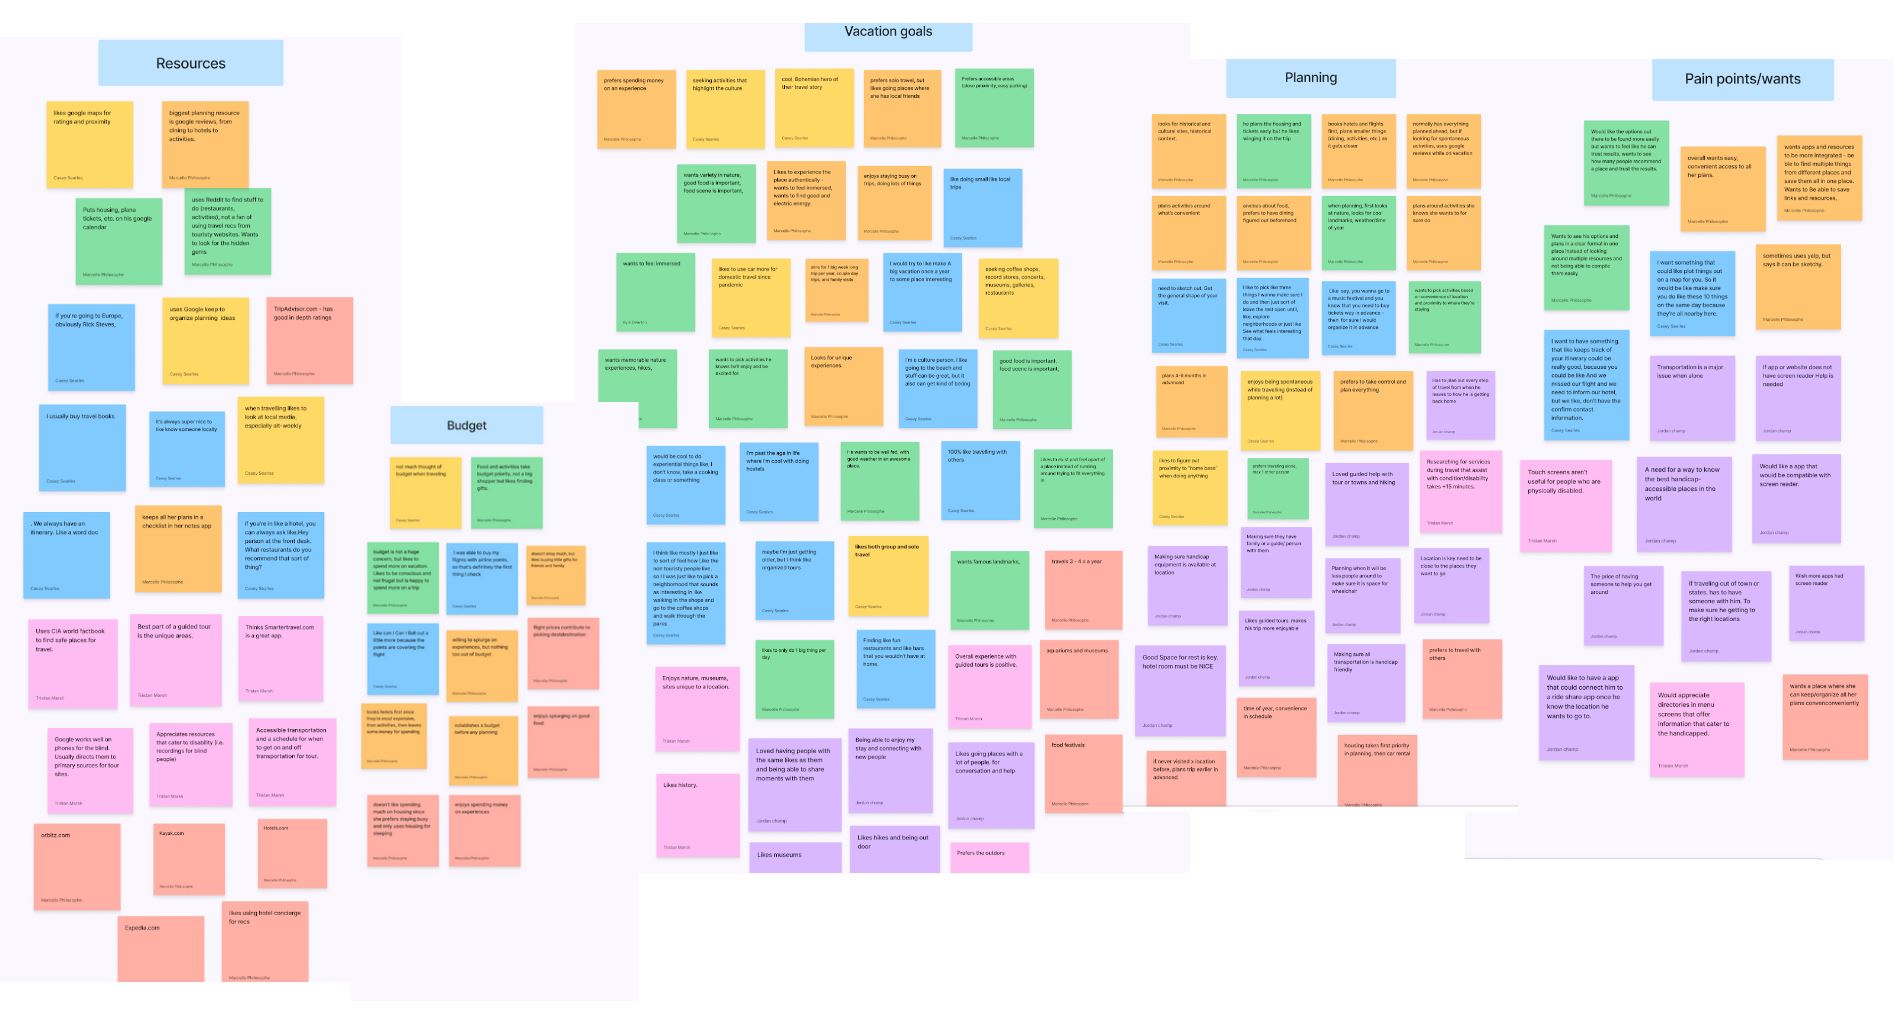 Resources
likes google maps for
ratings and proximity
Casey Searles
biggest planning resource
is google reviews, from
dining to hotels to
activities.
Marcelle Philosophe
Puts housing, plane
tickets, etc. on his google
calendar
Marcelle Philosophe
uses Reddit to find stuff to
do (restaurants,
activities), not a fan of
using travel recs from
touristy websites. Wants
to look for the hidden
gems
Marcelle Philosophe
if you're going to Europe,
obviously Rick Steves,
Casey Searles
uses Google keep to
organize planning ideas
Casey Searles
TripAdvisor.com - has
good in depth ratings
Marcelle Philosophe
I usually buy travel books
Casey Searles
it's always super nice to
like know someone locally
Casey Searles
when travelling likes to
look at local media,
especially alt-weekly
Casey Searles
. We always have an
itinerary. Like a word doc
Casey Searles
keeps all her plans in a
checklist in her notes app
Marcelle Philosophe
if you're in like a hotel, you
can always ask like.Hey
person at the front desk.
What restaurants do you
recommend that sort of
thing?
Casey Searles
Uses CIA world factbook
to find safe places for
travel.
Tristan Marsh
Best part of a guided tour
is the unique areas.
Tristan Marsh
Thinks Smartertravel.com
is a great app.
Tristan Marsh
Google works well on
phones for the blind.
Usually directs them to
primary sources for tour
sites.
Tristan Marsh
Appreciates resources
that cater to disability (i.e.
recordings for blind
people)
Tristan Marsh
Accessible transportation
and a schedule for when
to get on and off
transportation for tour.
Tristan Marsh
orbitz.com
Marcelle Philosophe
Kayak.com
Marcelle Philosophe
Hotels.com
Marcelle Philosophe
Expedia.com
likes using hotel concierge
for recs
Marcelle Philosophe
Budget
not much thought of
budget when traveling
Casey Searles
Food and activities take
budget priority, not a big
shopper but likes finding
gifts.
Marcelle Philosophe
budget is not a huge
concern, but likes to
spend more on vacation.
Likes to be conscious and
not frugal but is happy to
spend more on a trip
Marcelle Philosophe
I was able to buy my
flights with airline points,
so that's definitely the first
thing I check
Casey Searles
doesn't shop much, but
likes buying little gifts for
friends and family
Marcelle Philosophe
Like can I Can I Ball out a
little more because the
points are covering the
flight
Casey Searles
willing to splurge on
experiences, but nothing
too out of budget
Marcelle Philosophe
flight prices contribute to
picking destdestination
Marcelle Philosophe
books hotels first since
they're most expensive,
then activities, then leaves
some money for spending
Marcelle Philosophe
establishes a budget
before any planning
Marcelle Philosophe
enjoys splurging on good
food
Marcelle Philosophe
doesn't like spending
much on housing since
she prefers staying busy
and only uses housing for
sleeping
Marcelle Philosophe
enjoys spending money
on experiences
Marcelle Philosophe
Vacation goals
prefers spending money
on an experience
Marcelle Philosophe
seeking activities that
highlight the culture
Casey Searles
cool, Bohemian hero of
their travel story
Casey Searles
prefers solo travel, but
likes going places where
she has local friends
Marcelle Philosophe
Prefers accessible areas
(close proximity, easy parking)
Marcelle Philosophe
wants variety in nature,
good food is important,
food scene is important,
Marcelle Philosophe
Likes to experience the
place authentically -
wants to feel immersed,
wants to find good and
electric energy.
Marcelle Philosophe
enjoys staying busy on
trips, doing lots of things
Marcelle Philosophe
like doing small like local
trips
Casey Searles
wants to feel immersed
likes to use car more for
domestic travel since
pandemic
Casey Searles
aims for 1 big week long
trip per year, couple day
trips, and family visits
Marcelle Philosophe
I would try to like make A
big vacation once a year
to some place interesting
Casey Searles
seeking coffee shops,
record stores, concerts,
museums, galleries,
restaurants
Casey Searles
wants memorable nature
experiences, hikes,
wants to pick activities he
knows he'll enjoy and be
excited for.
Marcelle Philosophe
Looks for unique
experiences.
Marcelle Philosophe
I'm a culture person. I like
going to the beach and
stuff can be great, but it
also can get kind of boring
Casey Searles
good food is important,
food scene is important,
Marcelle Philosophe
would be cool to do
experiential things like, I
don't know, take a cooking
class or something
Casey Searles
I'm past the age in life
where I'm cool with doing
hostels
Casey Searles
He wants to be well fed, with
good weather in an awesome
place.
Marcelle Philosophe
100% like travelling with
others
Casey Searles
Likes to exist and feel apart of
a place instead of running
around trying to fit everything
in
Marcelle Philosophe
I think like mostly I just like
to sort of feel how Like the
non touristy people live,
so I was just like to pick a
neighborhood that sounds
as interesting in like
walking in the shops and
go to the coffee shops
and walk through the
parks
Casey Searles
maybe I'm just getting
older, but I think like
organized tours
Casey Searles
likes both group and solo
travel
Casey Searles
wants famous landmarks,
Marcelle Philosophe
travels 3 - 4 x a year
Marcelle Philosophe
likes to only do 1 big thing per
day
Marcelle Philosophe
Finding like fun
restaurants and like bars
that you wouldn't have at
home.
Casey Searles
Enjoys nature, museums,
sites unique to a location.
Tristan Marsh
Overall experience with
guided tours is positive.
Tristan Marsh
aquariums and museums
Marcelle Philosophe
Loved having people with
the same likes as them
and being able to share
moments with them
Jordan champ
Being able to enjoy my
stay and connecting with
new people
Jordan champ
Likes going places with a
lot of people. for
conversation and help
Jordan champ
food festivals
Marcelle Philosophe
Likes history.
Tristan Marsh
Likes museums
Likes hikes and being out
door
Prefers the outdors
Planning
looks for historical and
cultural sites, historical
context.
Marcelle Philosophe
he plans the housing and
tickets early but he likes
winging it on the trip
Marcelle Philosophe
books hotels and flights
first, plans smaller things
(dining, activities, etc.) as
it gets closer
Marcelle Philosophe
normally has everything
planned ahead, but if
looking for spontaneous
activities, uses google
reviews while on vacation
Marcelle Philosophe
plans activities around
what's convenient
Marcelle Philosophe
anxious about food,
prefers to have dining
figured out beforehand
Marcelle Philosophe
when planning, first looks
at nature, looks for cool
landmarks, weather/time
of year
Marcelle Philosophe
plans around activities she
knows she wants to for
sure do
Marcelle Philosophe
need to sketch out. Get
the general shape of your
visit.
Casey Searles
I like to pick like three
things I wanna make sure I
do and then just sort of
leave the rest open until,
like, explore
neighborhoods or just like
See what feels interesting
that day.
Casey Searles
Like, say, you wanna go to
a music festival and you
know that you need to buy
tickets way in advance -
then for sure I would
organize it in advance
Casey Searles
wants to pick activities based
on convenience of location
and proximity to where they're
staying.
Marcelle Philosophe
plans 4-6 months in
advanced
Marcelle Philosophe
enjoys being spontaneous
while travelling (instead of
planning a lot)
Casey Searles
prefers to take control and
plan everything
Marcelle Philosophe
Has to plan out every step
of travel from when he
leaves to how he is getting
back home
Jordan champ
likes to figure out
proximity to "home base"
when doing anything
Casey Searles
prefers traveling alone,
max 1 other person
Marcelle Philosophe
Loved guided help with
tour or towns and hiking
Jordan champ
Researching for services
during travel that assist
with condition/disability
takes +15 minutes.
Tristan Marsh
Making sure handicap
equipment is available at
location
Jordan champ
Making sure they have
family or a guide/ person
with them
Jordan champ
Planning when it will be
less people around to
make sure it is space for
wheelchair
Jordan champ
Location is key need to be
close to the places they
want to go
Jordan champ
Good Space for rest is key.
hotel room must be NICE
Jordan champ
Likes guided tours, makes
his trip more enjoyable
Jordan champ
Making sure all
transportation is handicap
friendly
Jordan champ
prefers to travel with
others
Marcelle Philosophe
if never visited a location
before, plans trip earlier in
advanced
time of year, convenience
in schedule
Marcelle Philosophe
housing takes first priority
in planning, then car rental
Marcelle Philosophe
Pain points/wants
Would like the options out
there to be found more easily
but wants to feel like he can
trust results, wants to see
how many people recommend
a place and trust the results.
Marcelle Philosophe
overall wants easy,
convenient access to all
her plans.
Marcelle Philosophe
wants apps and resources
to be more integrated - be
ble to find multiple things
from different places and
save them all in one place.
Wants to Be able to save
links and resources,
Marcelle Philosophe
Wants to see his options and
plans in a clear format in one
place instead of looking
around multiple resources and
not being able to compile
them easily
Marcelle Philosophe
I want something that
could like plot things out
on a map for you. So it
would be like make sure
you do like these 10 things
on the same day because
they're all nearby here.
Casey Searles
sometimes uses yelp, but
says it can be sketchy.
Marcelle Philosophe
I want to have something
that like keeps track of
your itinerary could be
really good, because you
could be like And we
missed our flight and we
need to inform our hotel,
but we like, don't have the
confirm contact
information.
Casey Searles
Transportation is a major
issue when alone
Jordan champ
If app or website does not
have screen reader Help is
needed
Jordan champ
Touch screens aren't
useful for people who are
physically disabled.
Tristan Marsh
A need for a way to know
the best handicap-
accessible places in the
world
Jordan champ
Would like a app that
would be compatible with
screen reader.
Jordan champ
The price of having
someone to help you get
around
Jordan champ
If traveling out of town or
states, has to have
someone with him. To
make sure he getting to
the right locations
Jordan champ
Wish more apps had
screen reader
Jordan champ
Would like to have a app
that could connect him to
a ride share app once he
know the location he
wants to go to.
Jordan champ
Would appreciate
directories in menu
screens that offer
information that cater to
the handicapped.
Tristan Marsh
wants a place where she
can keep/organize all her
plans convenconveniently
Marcelle Philosophe